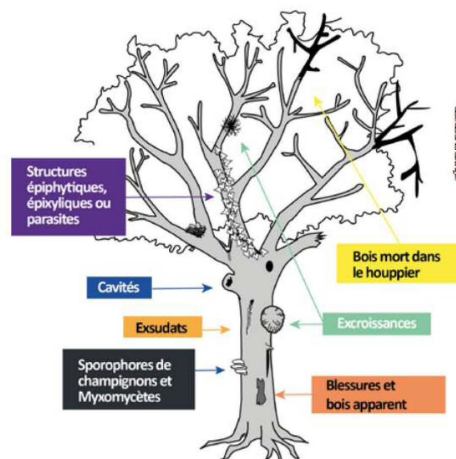 Structures
épiphytiques,
épixyliques ou
parasites
Bois mort dans
le houppier
Cavités
Exsudats
Excroissances
Sporophores de
champignons et
Myxomycètes
Blessures et
bois apparent